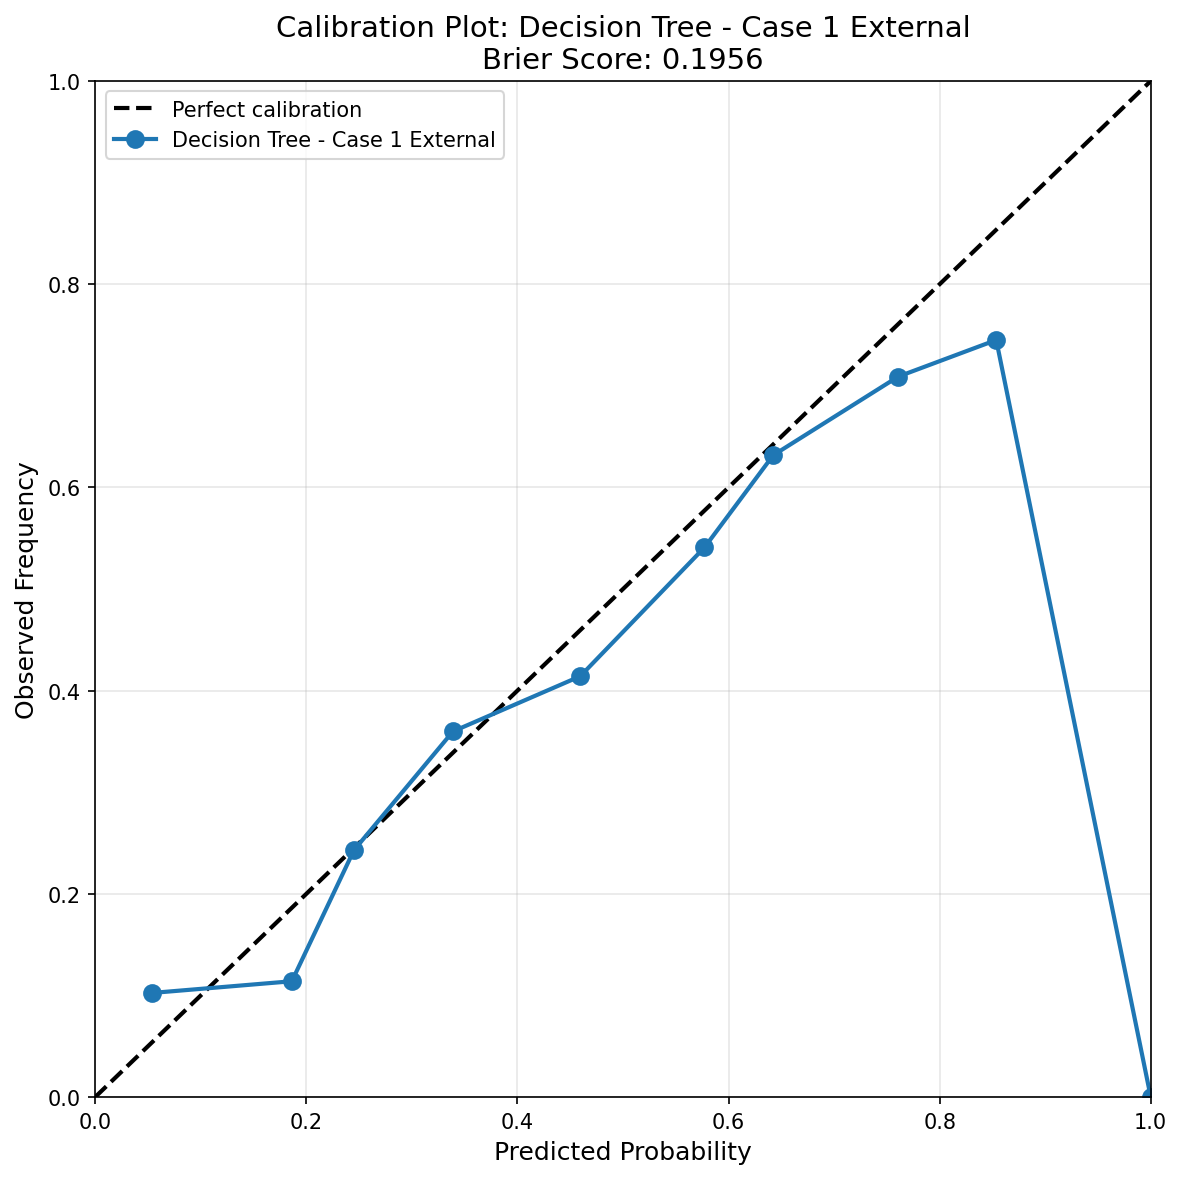 Calibration Plot: Decision Tree - Case 1 External
Brier Score: 0.1956
Perfect calibration
Decision Tree - Case 1 External
1.0
0.8
0.6
0.4
0.2
0.0
Observed Frequency
0.0 0.2 0.4 0.6 0.8 1.0
Predicted Probability